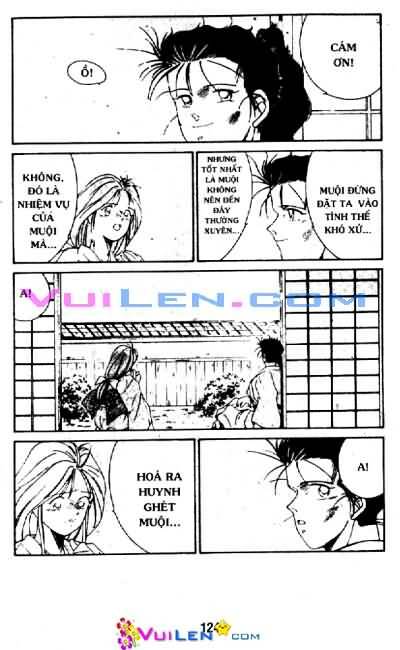 CÁM
ƠN!
Ồ!
MUỘI ĐỪNG
ĐẶT TA VÀO
TÌNH THẾ
KHÓ XỬ...
NHƯNG
TỐT NHẤT
LÀ MUỘI
KHÔNG
NÊN ĐẾN
ĐÂY
THƯỜNG
XUYÊN...
KHÔNG,
ĐÓ LÀ
NHIỆM VỤ
CỦA
MUỘI
MÀ...
A!
VUILEN.COM
A!
HOÁ RA
HUYNH
GHÉT
MUỘI...
124
VUILEN.COM